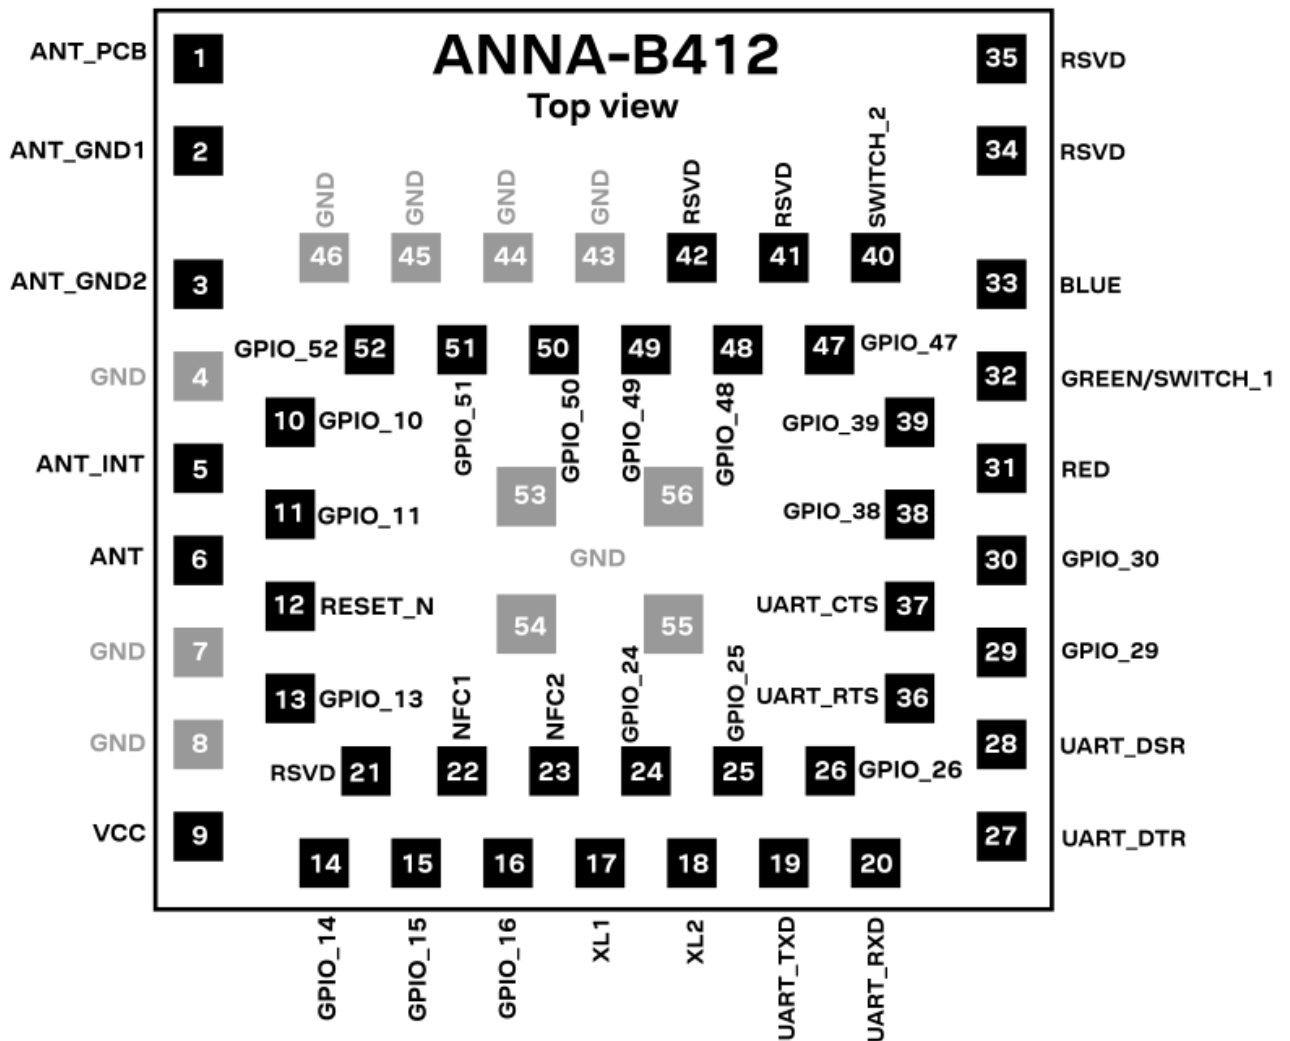 ANNA-B412
Top view
ANT_PCB 1
35 RSVD
ANT_GND1 2
34 RSVD
GND 46
GND 45
GND 44
GND 43
RSVD 42
RSVD 41
SWITCH_2 40
ANT_GND2 3
33 BLUE
GPIO_52 52
51 GPIO_51
50 GPIO_50
49 GPIO_49
48 GPIO_48
47 GPIO_47
GND 4
32 GREEN/SWITCH_1
10 GPIO_10
GPIO_39 39
ANT_INT 5
31 RED
53
56
11 GPIO_11
GPIO_38 38
ANT 6
GND
30 GPIO_30
12 RESET_N
54
55
UART_CTS 37
GND 7
29 GPIO_29
13 GPIO_13
UART_RTS 36
GND 8
28 UART_DSR
RSVD 21
NFC1 22
NFC2 23
GPIO_24 24
GPIO_25 25
26 GPIO_26
VCC 9
27 UART_DTR
14 GPIO_14
15 GPIO_15
16 GPIO_16
17 XL1
18 XL2
19 UART_TXD
20 UART_RXD